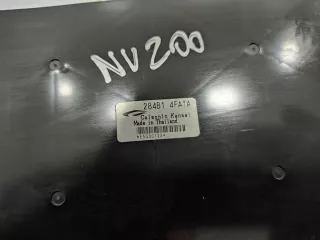 NV200
284B1 4FA1A
Calsonic Kansei
Made in Thailand